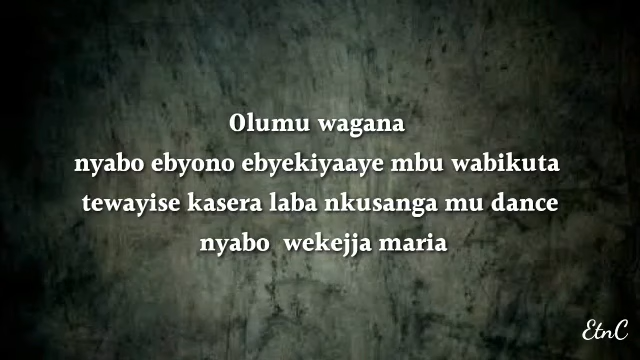 Olumu wagana
nyabo ebyono ebyekiyaaye mbu wabikuta
tewayise kasera laba nkusanga mu dance
nyabo wekejja maria
EtnC